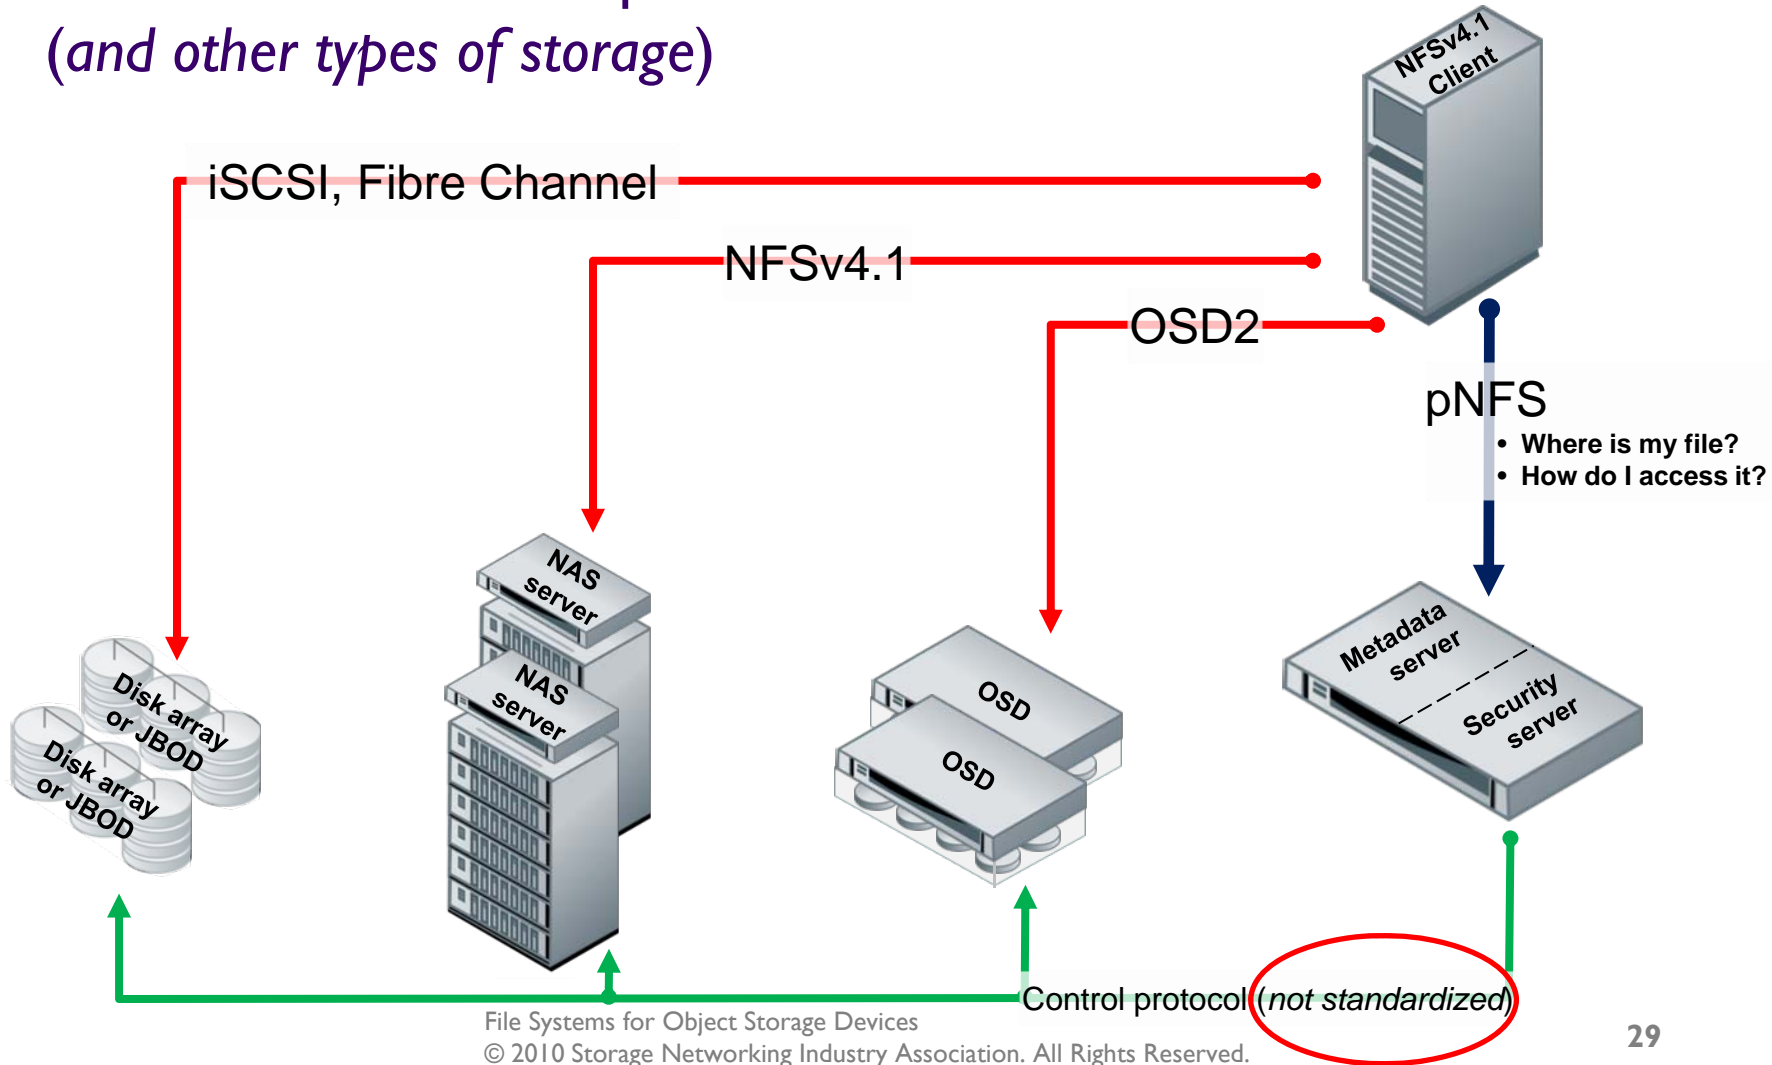 (and other types of storage)
NFSv4.1
Client
iSCSI, Fibre Channel
NFSv4.1
OSD2
pNFS
• Where is my file?
• How do I access it?
NAS
server
NAS
server
Disk array
or JBOD
Disk array
or JBOD
OSD
OSD
Metadata
server
Security
server
Control protocol (not standardized)
File Systems for Object Storage Devices
© 2010 Storage Networking Industry Association. All Rights Reserved.
29